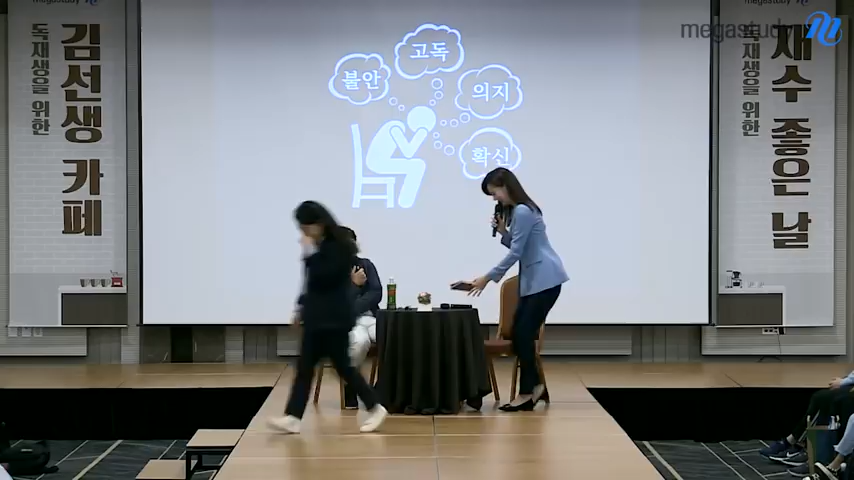 megastudy
독재생을 위한
김선생 카페
고독
불안
의지
확신
megastudy
megastudy
독재생을 위한
재수 좋은 날